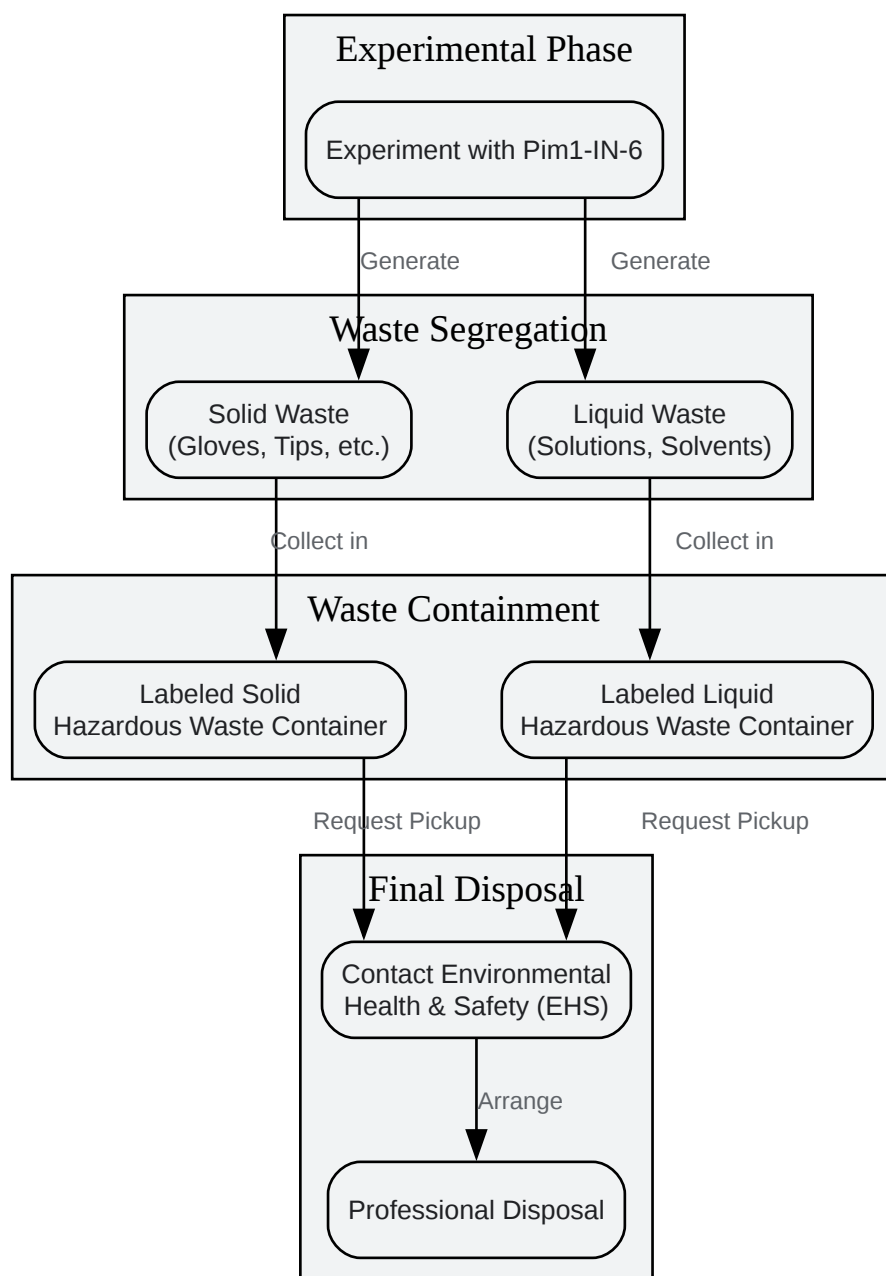 Experimental Phase
Experiment with Pim1-IN-6
Generate
Generate
Waste Segregation
Solid Waste
(Gloves, Tips, etc.)
Liquid Waste
(Solutions, Solvents)
Collect in
Collect in
Waste Containment
Labeled Solid
Hazardous Waste Container
Labeled Liquid
Hazardous Waste Container
Request Pickup
Request Pickup
Final Disposal
Contact Environmental
Health & Safety (EHS)
Arrange
Professional Disposal